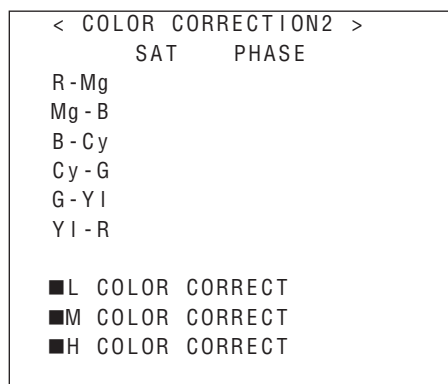 < COLOR CORRECTION2 >
SAT PHASE
R-Mg
Mg-B
B-Cy
Cy-G
G-Yl
Yl-R
■L COLOR CORRECT
■M COLOR CORRECT
■H COLOR CORRECT